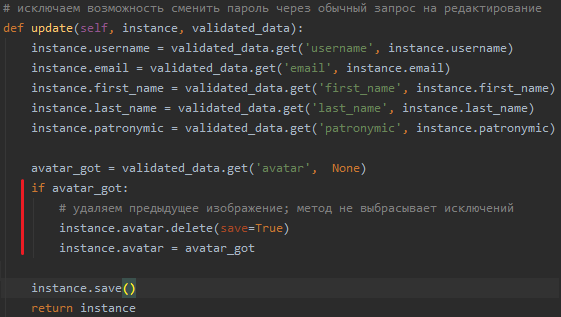 # исключаем возможность сменить пароль через обычный запрос на редактирование
def update(self, instance, validated_data):
    instance.username = validated_data.get('username', instance.username)
    instance.email = validated_data.get('email', instance.email)
    instance.first_name = validated_data.get('first_name', instance.first_name)
    instance.last_name = validated_data.get('last_name', instance.last_name)
    instance.patronymic = validated_data.get('patronymic', instance.patronymic)

    avatar_got = validated_data.get('avatar',  None)
    if avatar_got:
        # удаляем предыдущее изображение; метод не выбрасывает исключений
        instance.avatar.delete(save=True)
        instance.avatar = avatar_got

    instance.save()
    return instance